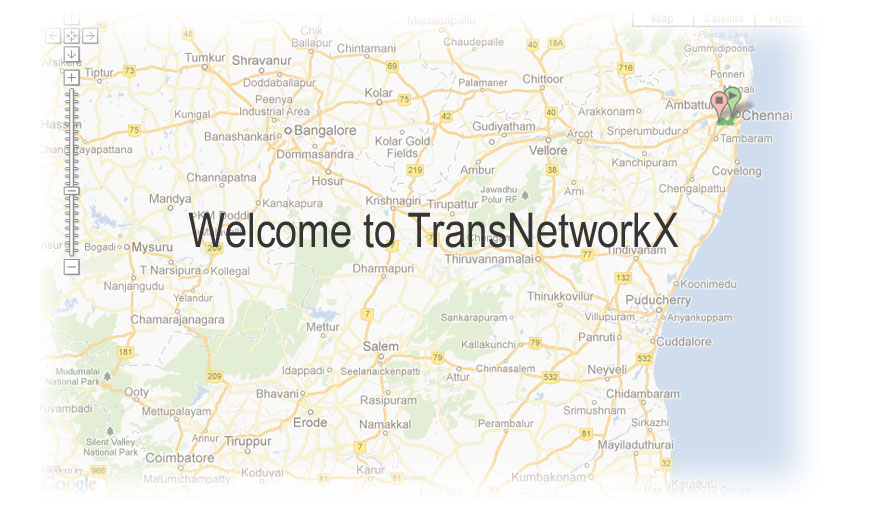 Madanapalle
Map Satellite Hybrid
Pulicat Lake
Chik
Ballapur
Chintamani
Chaudepalle
40 18A
48
Gummidipoondi
Tumkur
Shravanur
Tiptur
73
69
716
Ponneri
Doddaballapur
Palamaner
Chittoor
Kolar
75
Peenya
Industrial Area
Kunigal
75
42
Arakkonam
Ambattur
Chennai
Hassan
Banashankari
Bangalore
Gudiyatham
Arcot
Sriperumbudur
Kolar Gold
Fields
Tambaram
Dommasandra
Vellore
Kanchipuram
Channapatna
219
Ambur
38
Covelong
Hosur
Arni
Chengalpattu
Mandya
Kanakapura
Krishnagiri
Tirupattur
Jawadhu
Polur RF
Welcome to TransNetworkX
Bogadi
Mysuru
209
77
Tindivanam
Thiruvannamalai
T Narsipura
Kollegal
Dharmapuri
132
Nanjangudu
Koonimedu
Yelandur
Thirukkovilur
Puducherry
Chamarajanagara
Mettur
7
Sankarapuram
Villupuram
Ariyankuppam
181
Salem
79
Kallakurichi
79
Panruti
Cuddalore
Mudumalai
National Park
209
Idappadi
Seelanaickenpatti
Attur
Chinnasalem
532
Neyveli
532
Ooty
Bhavani
Rasipuram
Chidambaram
Mettupalayam
Erode
Namakkal
Perambalur
Srimushnam
Sirkazhi
Silent Valley
National Park
Annur
Tiruppur
7
81
Mayiladuthurai
Coimbatore
966
Koduvai
Karur
Kumbakonam
32
Malumichampatty
Karaikal
Google